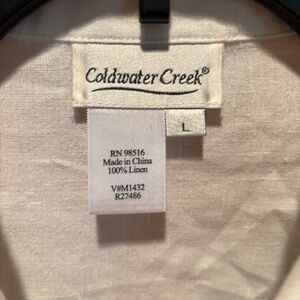 Coldwater Creek®
L
RN 98516
Made in China
100% Linen
V#M1432
R27486